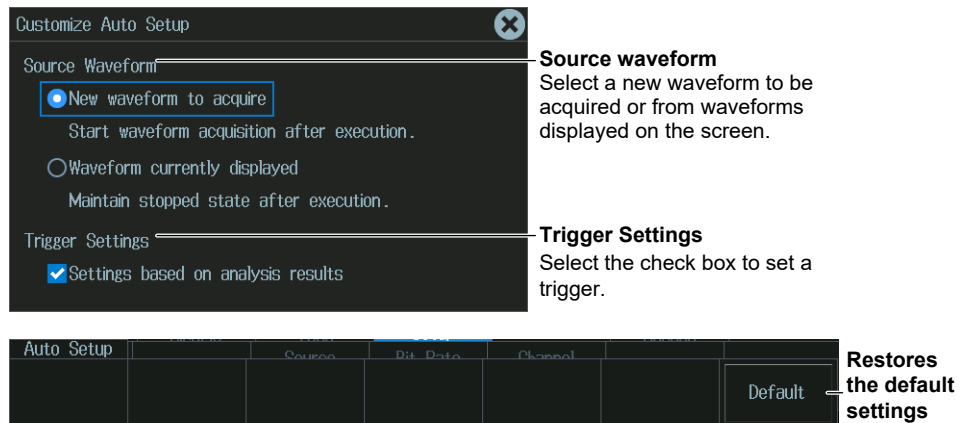 Customize Auto Setup
Source Waveform
New waveform to acquire
Start waveform acquisition after execution.
Waveform currently displayed
Maintain stopped state after execution.
Trigger Settings
Settings based on analysis results
Source waveform
Select a new waveform to be
acquired or from waveforms
displayed on the screen.
Trigger Settings
Select the check box to set a
trigger.
Auto Setup
Source
Bit Rate
Channel
Default
Restores
the default
settings